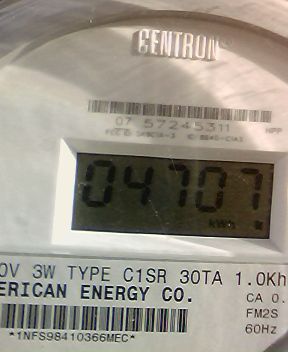 CENTRON®
07 57245311
HPP
04707
kWh
0V 3W TYPE C1SR 30TA 1.0Kh
ERICAN ENERGY CO.
CA 0.
FM2S
60Hz
*1NFS98410366MEC*